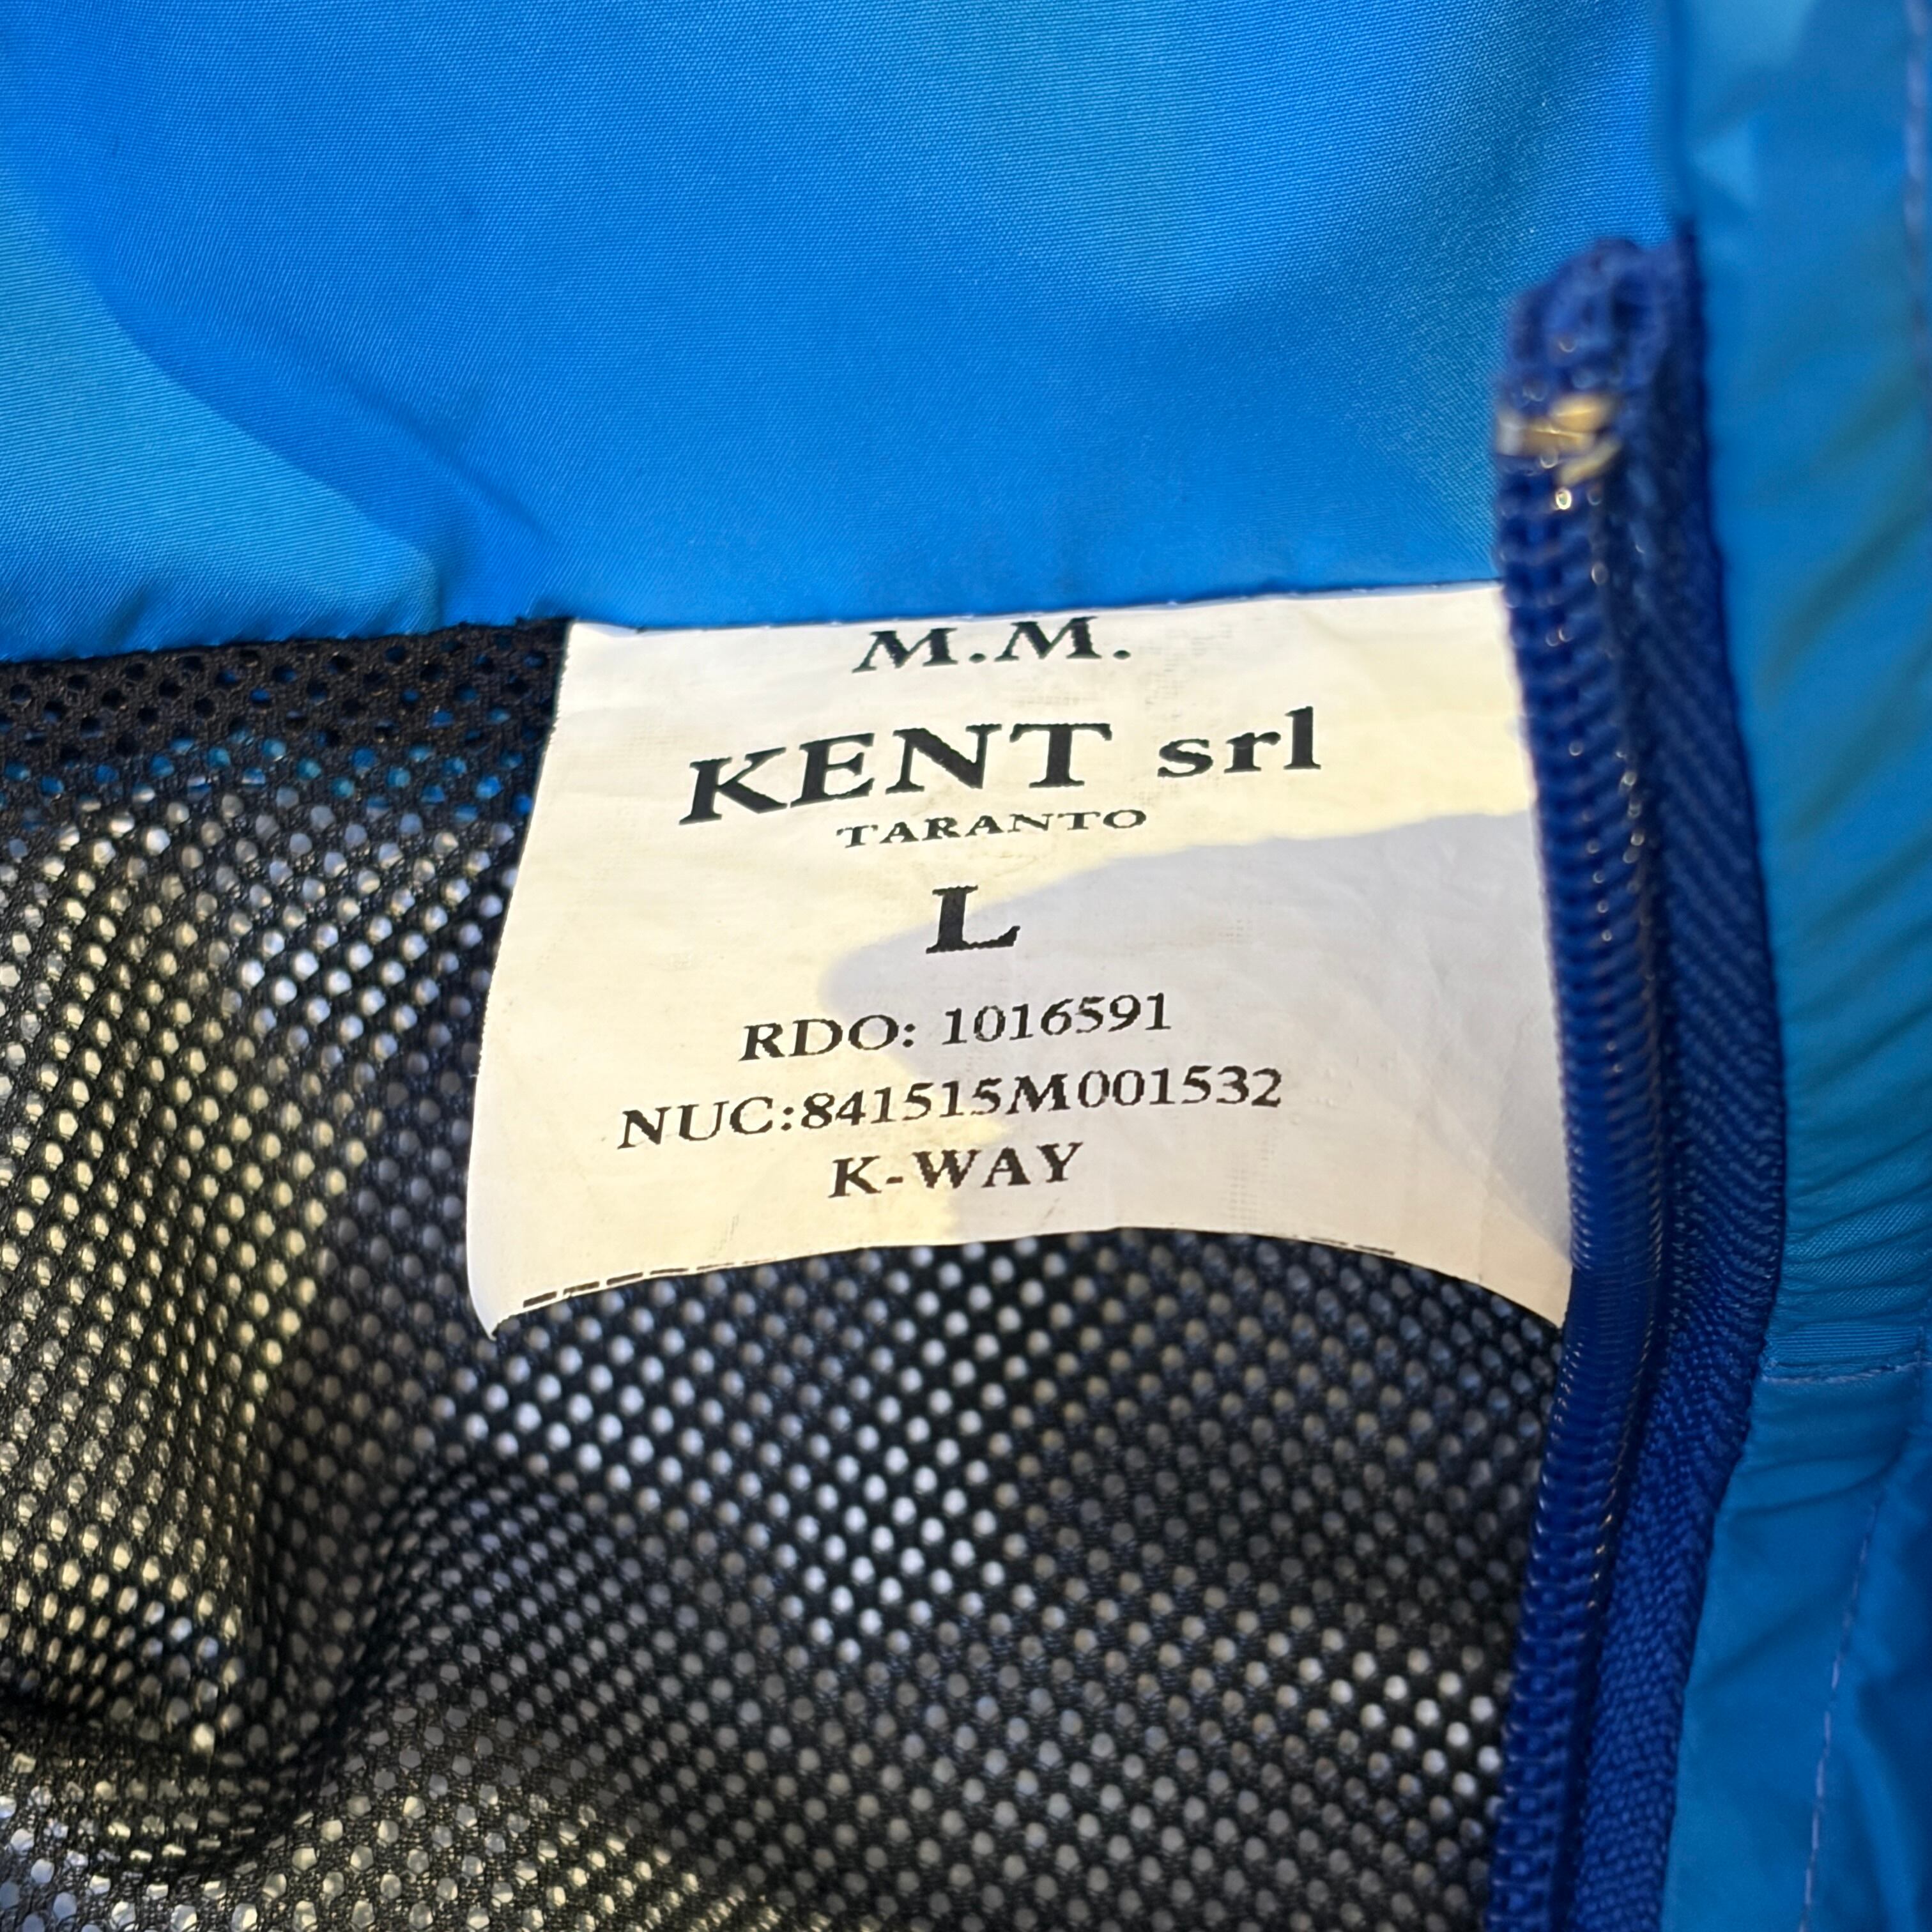 M.M.
KENT srl
TARANTO
L
RDO: 1016591
NUC:841515M001532
K-WAY